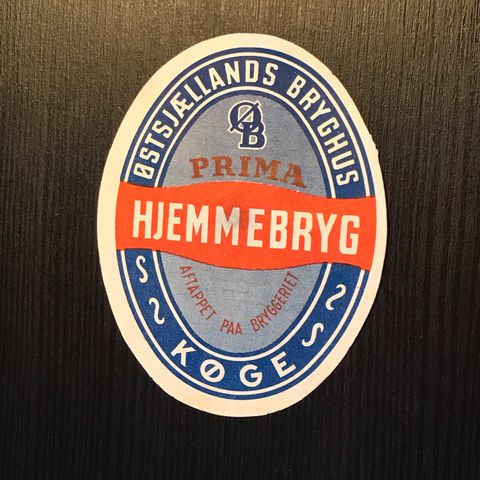 ØSTSJÆLLANDS BRYGHUS
ØB
PRIMA
HJEMMEBRYG
AFTAPPET PAA BRYGGERIET
KØGE